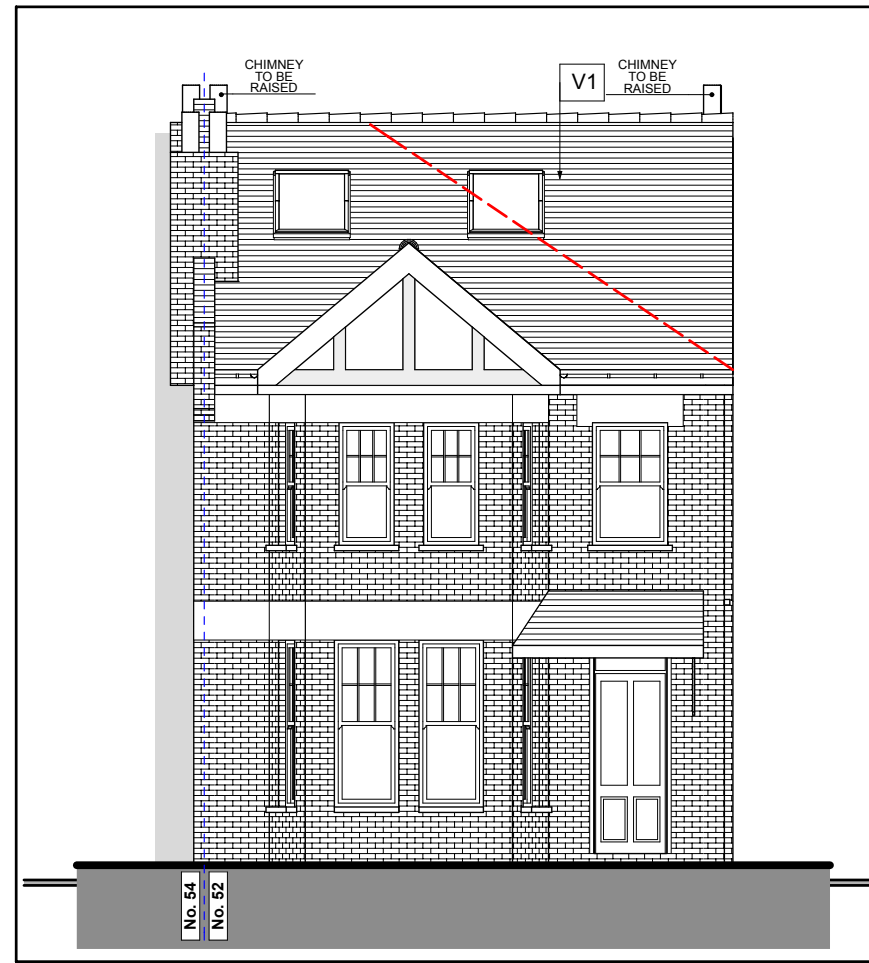 CHIMNEY
TO BE
RAISED
V1
CHIMNEY
TO BE
RAISED
No. 54
No. 52